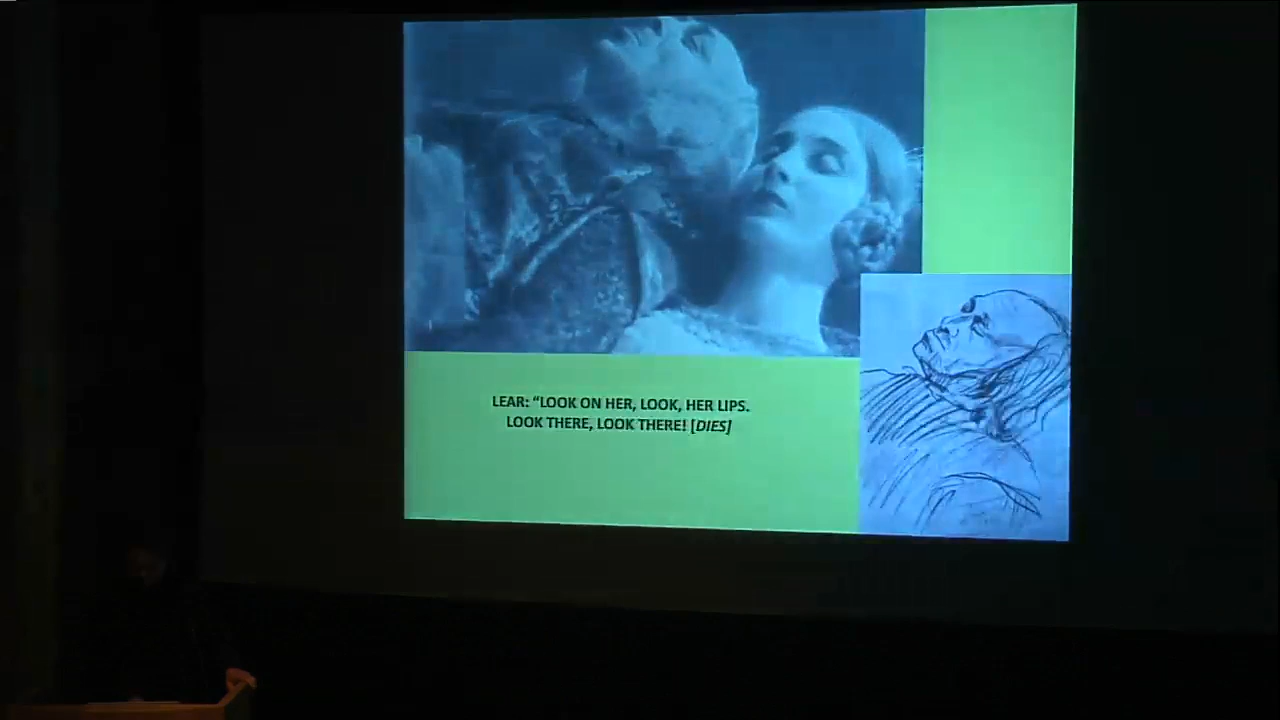 LEAR: “LOOK ON HER, LOOK, HER LIPS.
LOOK THERE, LOOK THERE! [DIES]